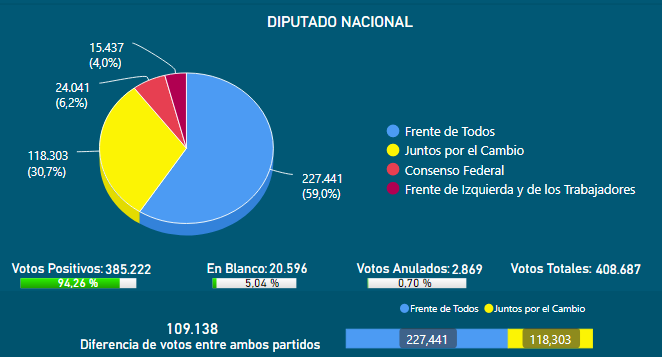 DIPUTADO NACIONAL
15.437
(4,0%)
24.041
(6,2%)
118.303
(30,7%)
227.441
(59,0%)
Frente de Todos
Juntos por el Cambio
Consenso Federal
Frente de Izquierda y de los Trabajadores
Votos Positivos: 385.222
94,26 %
En Blanco: 20.596
5,04 %
Votos Anulados: 2.869
0,70 %
Votos Totales: 408.687
109.138
Diferencia de votos entre ambos partidos
Frente de Todos Juntos por el Cambio
227,441 118,303